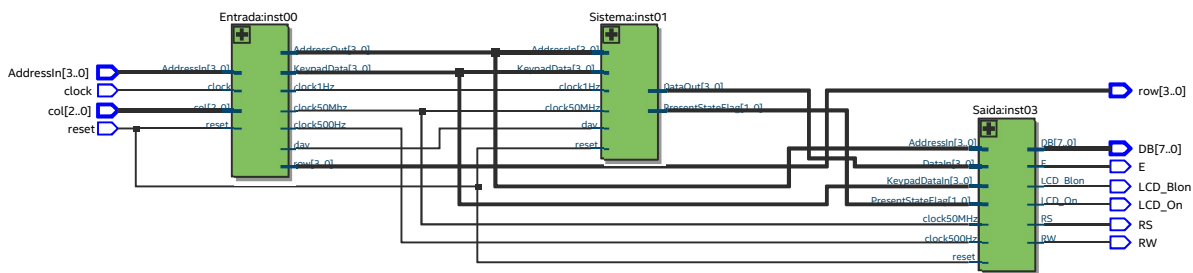 Entrada:inst00
Sistema:inst01
AddressIn[3..0]
clock
col[2..0]
reset
AddressIn[3..0]
clock
col[2..0]
reset
AddressOut[3..0]
KeypadData[3..0]
clock1Hz
clock50Mhz
clock500Hz
dav
row[3..0]
AddressIn[3..0]
KeypadData[3..0]
clock1Hz
clock50MHz
dav
reset
DataOut[3..0]
PresentStateFlag[1..0]
Saida:inst03
AddressIn[3..0]
DataIn[3..0]
KeypadDataIn[3..0]
PresentStateFlag[1..0]
clock50MHz
clock500Hz
reset
DB[7..0]
E
LCD_Blon
LCD_On
RS
RW
row[3..0]
DB[7..0]
E
LCD_Blon
LCD_On
RS
RW